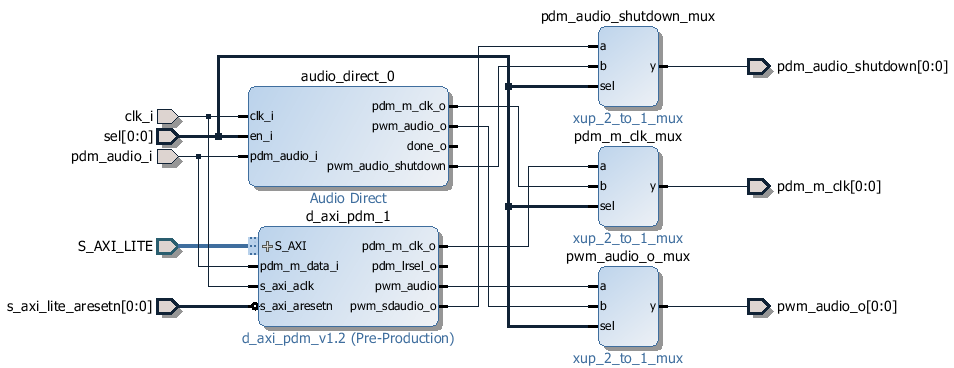 pdm_audio_shutdown_mux
a
b
sel
y
xup_2_to_1_mux
pdm_audio_shutdown[0:0]
audio_direct_0
clk_i
en_i
pdm_audio_i
pdm_m_clk_o
pwm_audio_o
done_o
pwm_audio_shutdown
Audio Direct
clk_i
sel[0:0]
pdm_audio_i
pdm_m_clk_mux
a
b
sel
y
xup_2_to_1_mux
pdm_m_clk[0:0]
d_axi_pdm_1
S_AXI
pdm_m_data_i
s_axi_aclk
s_axi_aresetn
pdm_m_clk_o
pdm_lrsel_o
pwm_audio
pwm_sdaudio_o
d_axi_pdm_v1.2 (Pre-Production)
S_AXI_LITE
s_axi_lite_aresetn[0:0]
pwm_audio_o_mux
a
b
sel
y
xup_2_to_1_mux
pwm_audio_o[0:0]